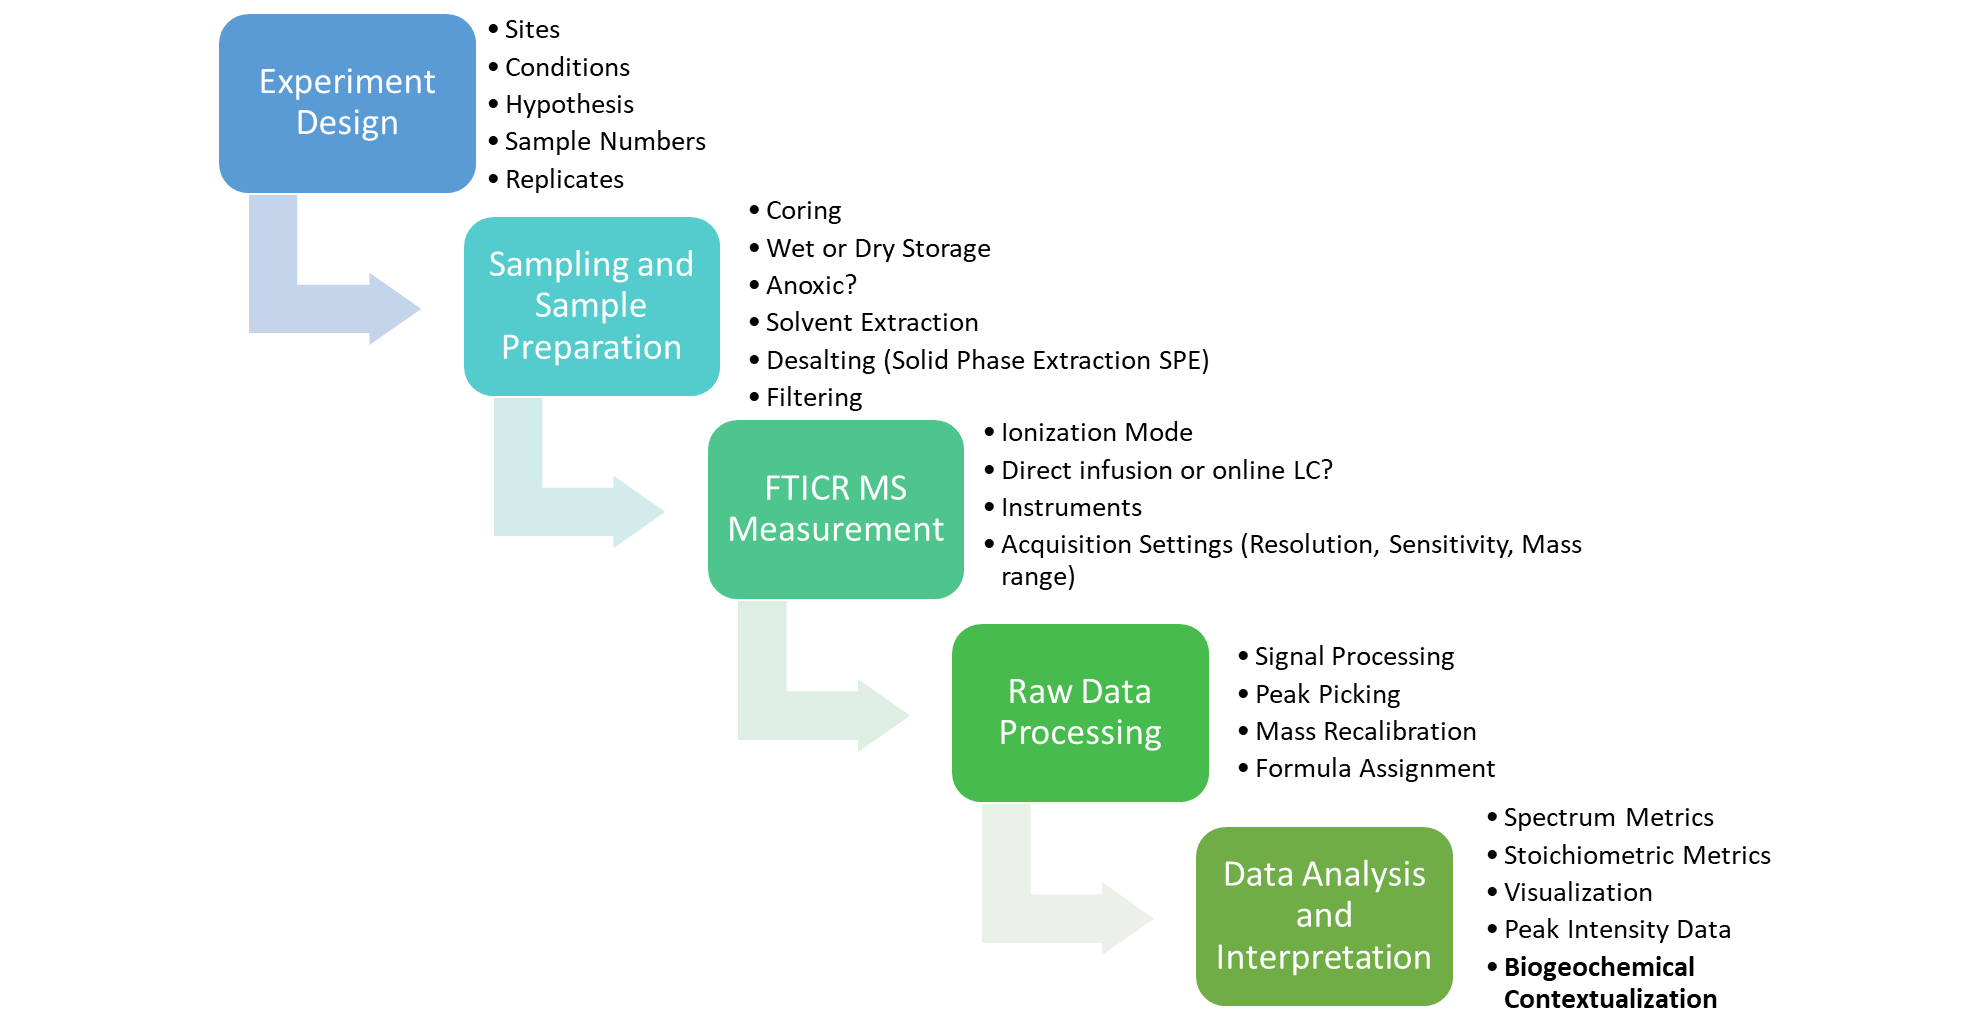 Experiment
Design
• Sites
• Conditions
• Hypothesis
• Sample Numbers
• Replicates
Sampling and
Sample
Preparation
• Coring
• Wet or Dry Storage
• Anoxic?
• Solvent Extraction
• Desalting (Solid Phase Extraction SPE)
• Filtering
FTICR MS
Measurement
• Ionization Mode
• Direct infusion or online LC?
• Instruments
• Acquisition Settings (Resolution, Sensitivity, Mass
range)
Raw Data
Processing
• Signal Processing
• Peak Picking
• Mass Recalibration
• Formula Assignment
Data Analysis
and
Interpretation
• Spectrum Metrics
• Stoichiometric Metrics
• Visualization
• Peak Intensity Data
• Biogeochemical
Contextualization